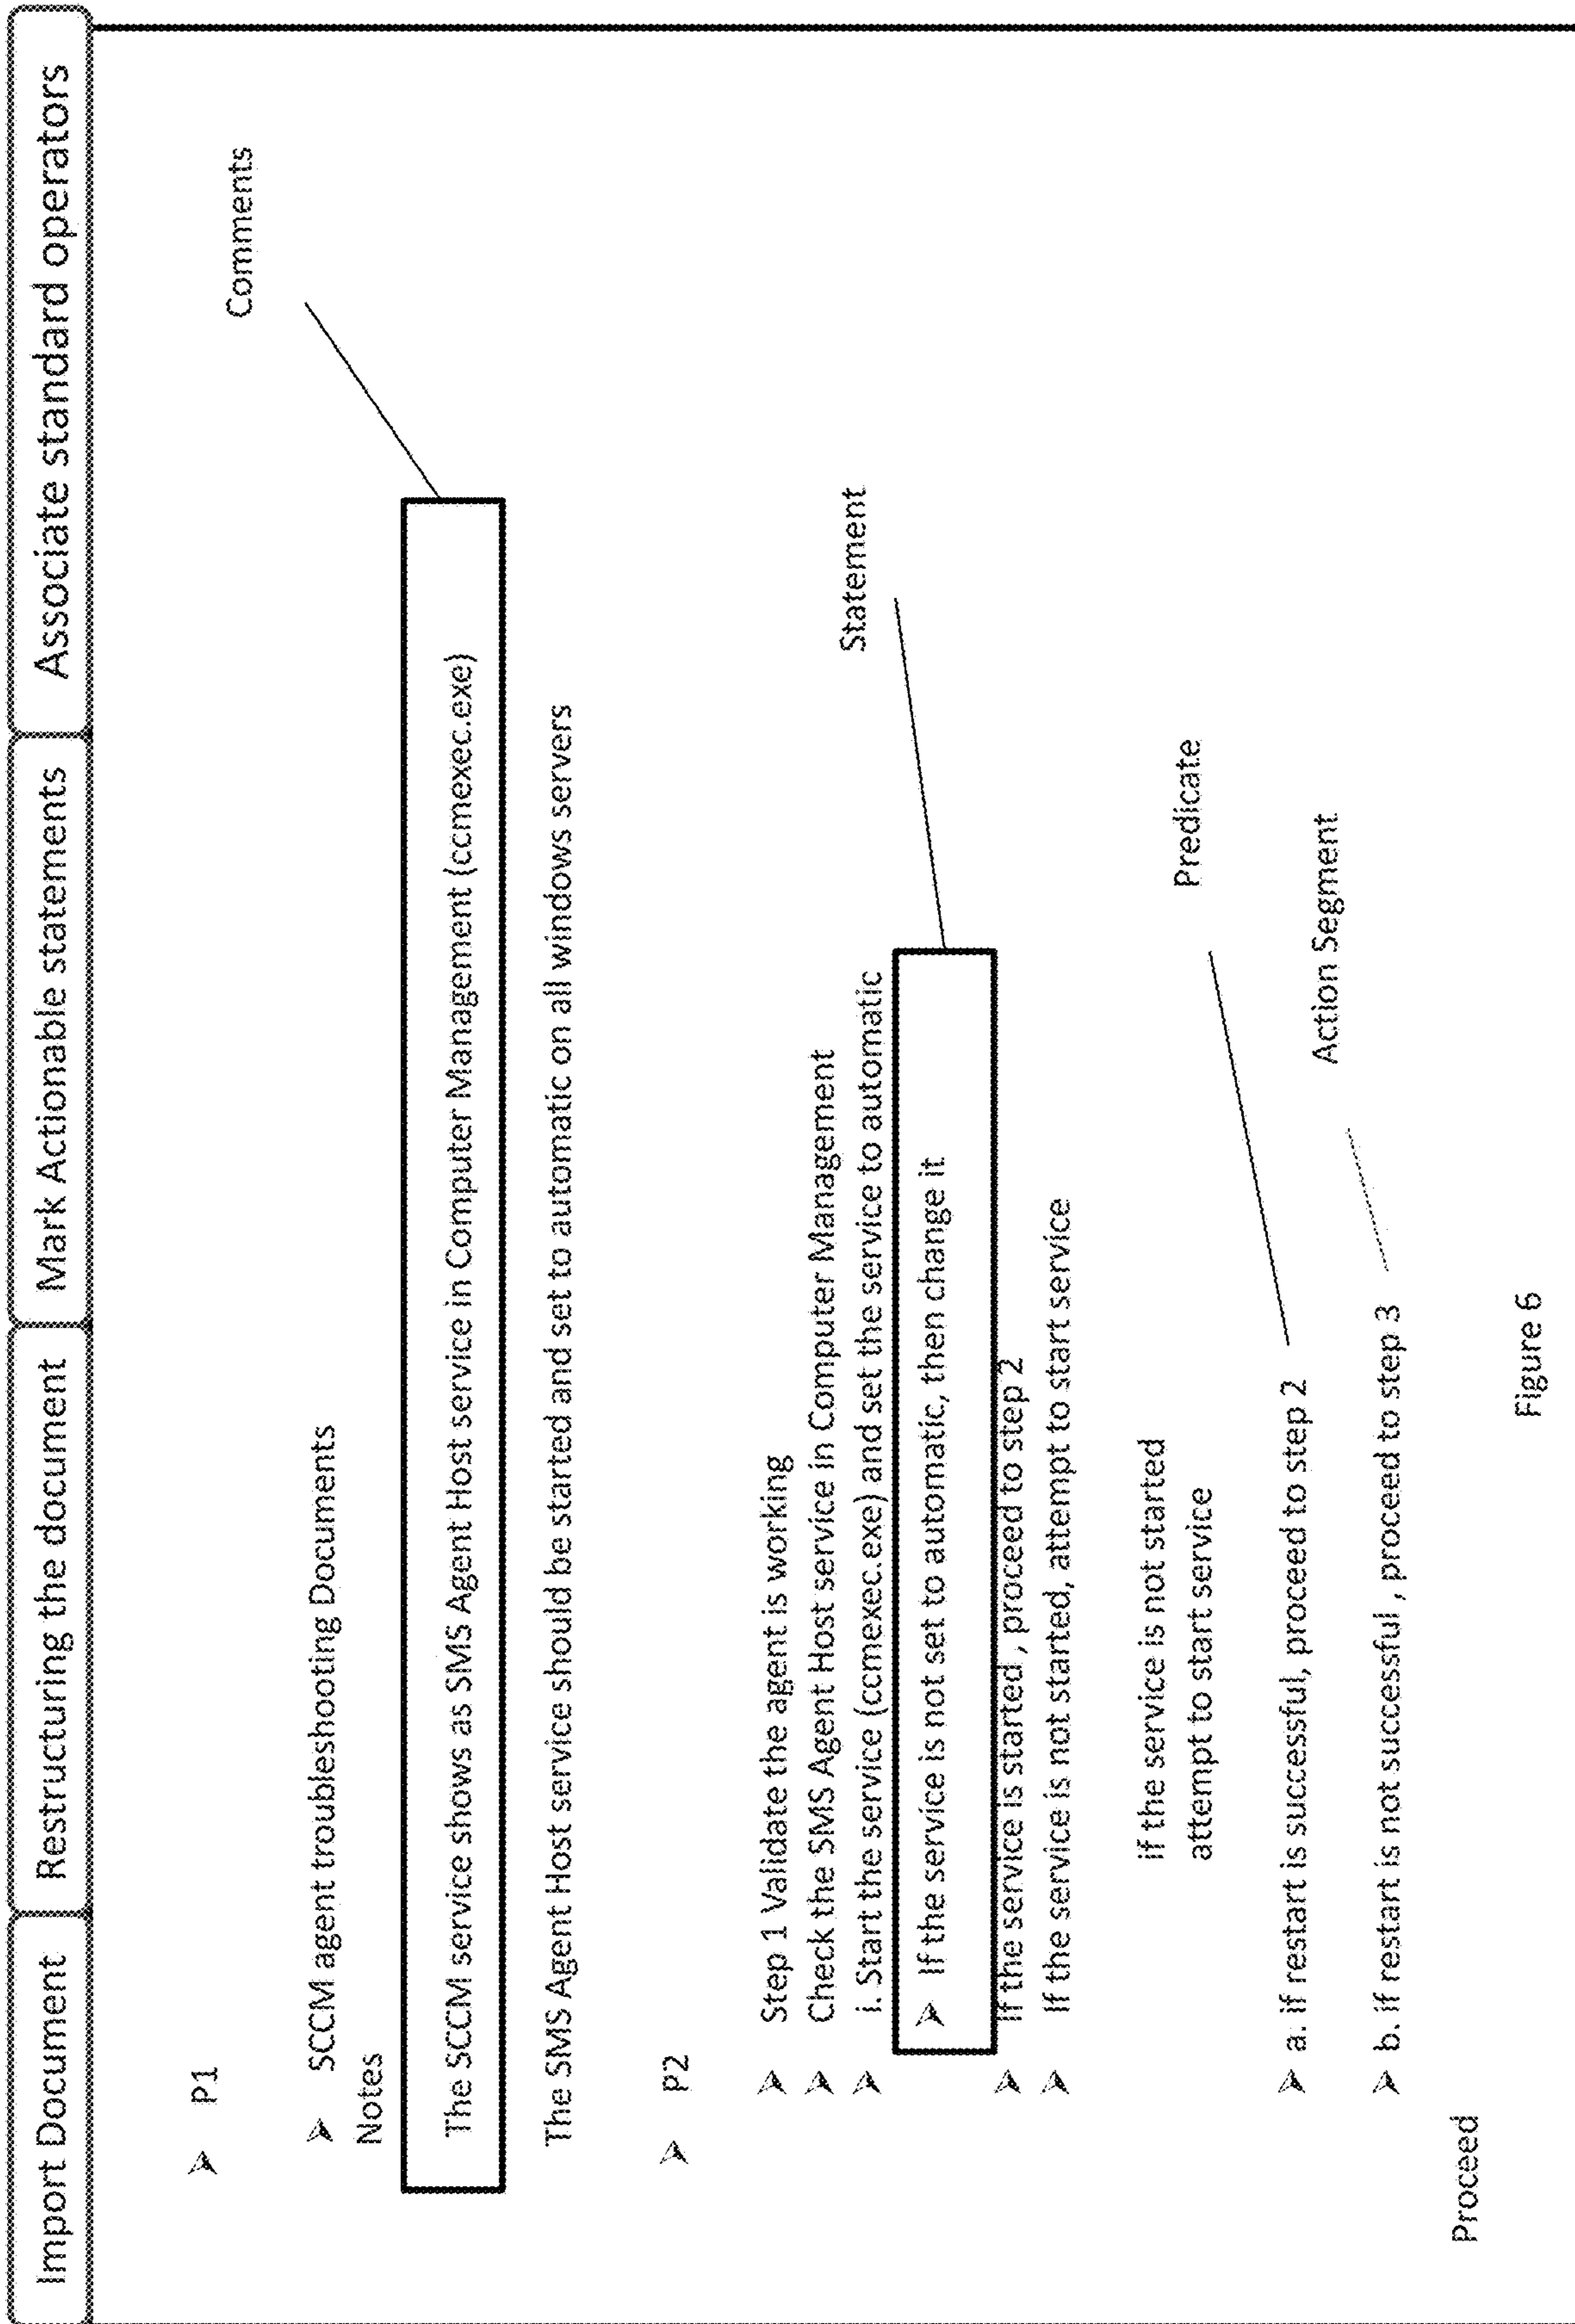 Import Document
Restructuring the document
Mark Actionable statements
Associate standard operators
➤ P1
Comments
➤ SCCM agent troubleshooting Documents
Notes
The SCCM service shows as SMS Agent Host service in Computer Management (ccmexec.exe)
The SMS Agent Host service should be started and set to automatic on all windows servers
➤ P2
➤ Step 1 Validate the agent is working
➤ Check the SMS Agent Host service in Computer Management
Statement
➤ i. Start the service (ccmexec.exe) and set the service to automatic
➤ If the service is not set to automatic, then change it
➤ If the service is started , proceed to step 2
➤ If the service is not started, attempt to start service
if the service is not started
attempt to start service
Predicate
➤ a. if restart is successful, proceed to step 2
Action Segment
➤ b. if restart is not successful , proceed to step 3
Proceed
Figure 6